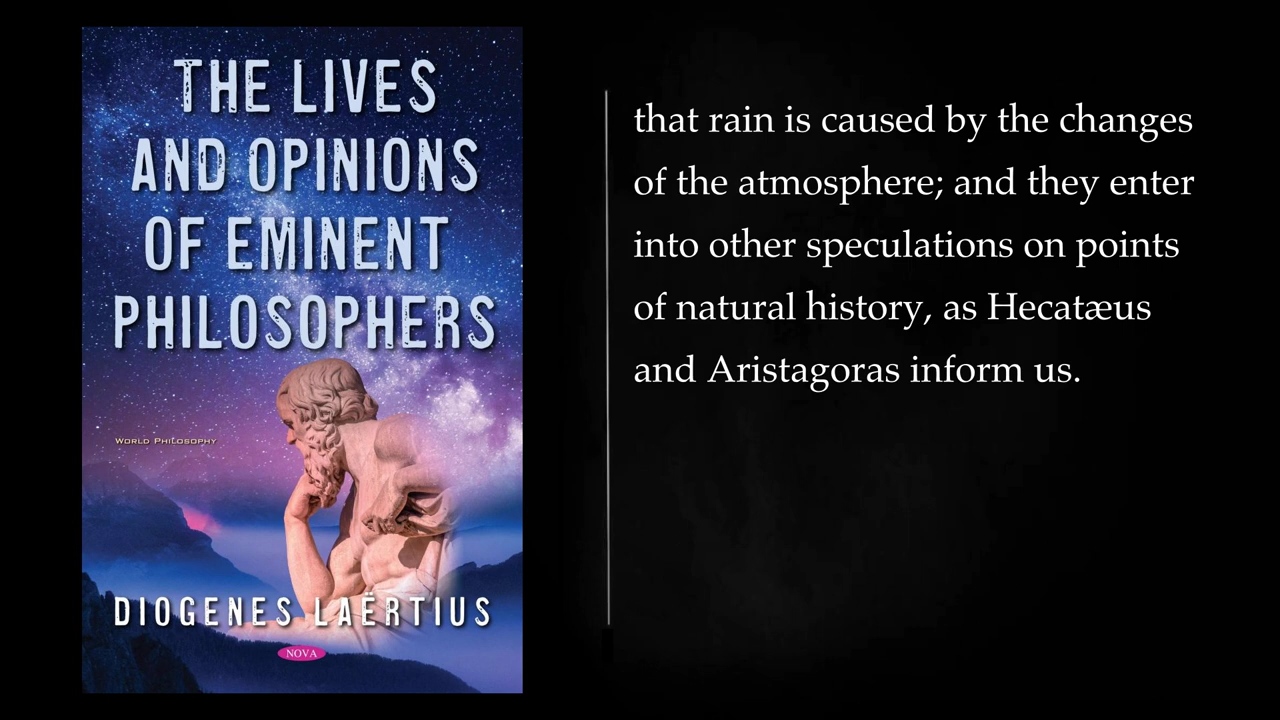 THE LIVES
AND OPINIONS
OF EMINENT
PHILOSOPHERS
WORLD PHILOSOPHY
DIOGENES LAËRTIUS
NOVA
that rain is caused by the changes
of the atmosphere; and they enter
into other speculations on points
of natural history, as Hecatæus
and Aristagoras inform us.